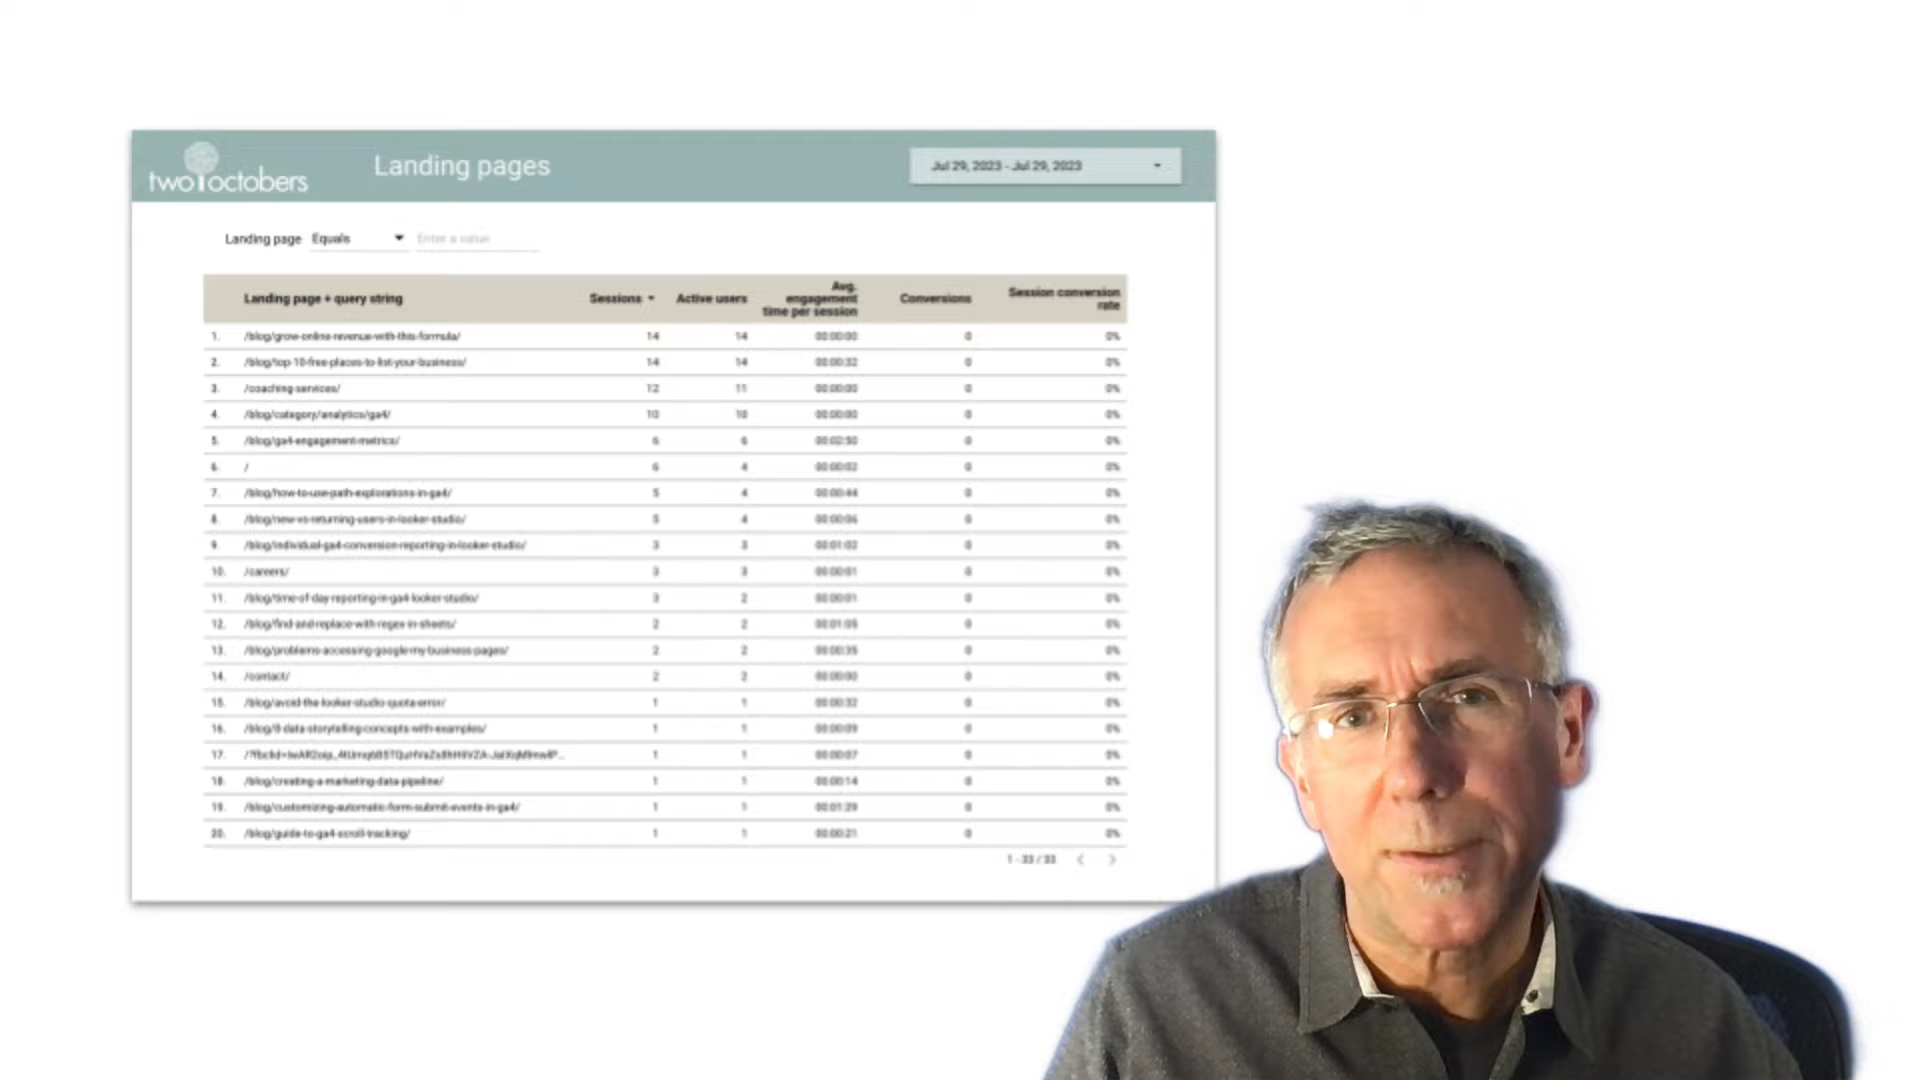 two octobers
Landing pages
Jul 29, 2023 - Jul 29, 2023
Landing page Equals Enter a value
Landing page + query string Sessions Active users Avg. engagement time per session Conversions Session conversion rate
1. /blog/grow-online-revenue-with-this-formula/ 14 14 00:00:00 0 0%
2. /blog/top-10-free-places-to-list-your-business/ 14 14 00:00:32 0 0%
3. /coaching-services/ 12 11 00:00:00 0 0%
4. /blog/category/analytics/ga4/ 10 10 00:00:00 0 0%
5. /blog/ga4-engagement-metrics/ 6 6 00:02:50 0 0%
6. / 6 4 00:00:02 0 0%
7. /blog/how-to-use-path-explorations-in-ga4/ 5 4 00:00:44 0 0%
8. /blog/new-vs-returning-users-in-looker-studio/ 5 4 00:00:06 0 0%
9. /blog/individual-ga4-conversion-reporting-in-looker-studio/ 3 3 00:01:02 0 0%
10. /careers/ 3 3 00:00:01 0 0%
11. /blog/time-of-day-reporting-in-ga4-looker-studio/ 3 2 00:00:01 0 0%
12. /blog/find-and-replace-with-regex-in-sheets/ 2 2 00:01:05 0 0%
13. /blog/problems-accessing-google-my-business-pages/ 2 2 00:00:35 0 0%
14. /contact/ 2 2 00:00:00 0 0%
15. /blog/avoid-the-looker-studio-quota-error/ 1 1 00:00:32 0 0%
16. /blog/8-data-storytelling-concepts-with-examples/ 1 1 00:00:09 0 0%
17. 1 1 00:00:07 0 0%
18. /blog/creating-a-marketing-data-pipeline/ 1 1 00:00:14 0 0%
19. /blog/customizing-automatic-form-submit-events-in-ga4/ 1 1 00:01:29 0 0%
20. /blog/guide-to-ga4-scroll-tracking/ 1 1 00:00:21 0 0%
1 - 33 / 33